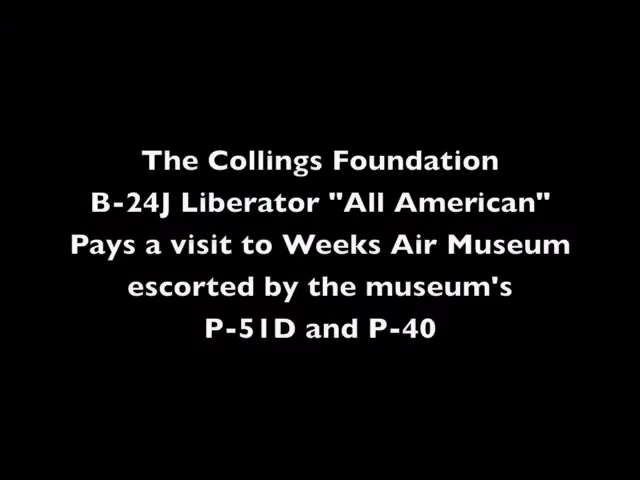 The Collings Foundation
B-24J Liberator "All American"
Pays a visit to Weeks Air Museum
escorted by the museum's
P-51D and P-40